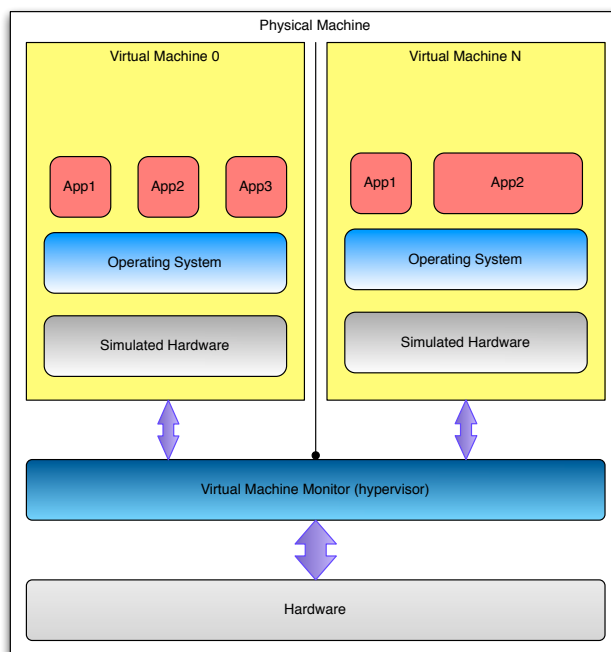 Physical Machine
Virtual Machine 0
App1
App2
App3
Operating System
Simulated Hardware
Virtual Machine N
App1
App2
Operating System
Simulated Hardware
Virtual Machine Monitor (hypervisor)
Hardware